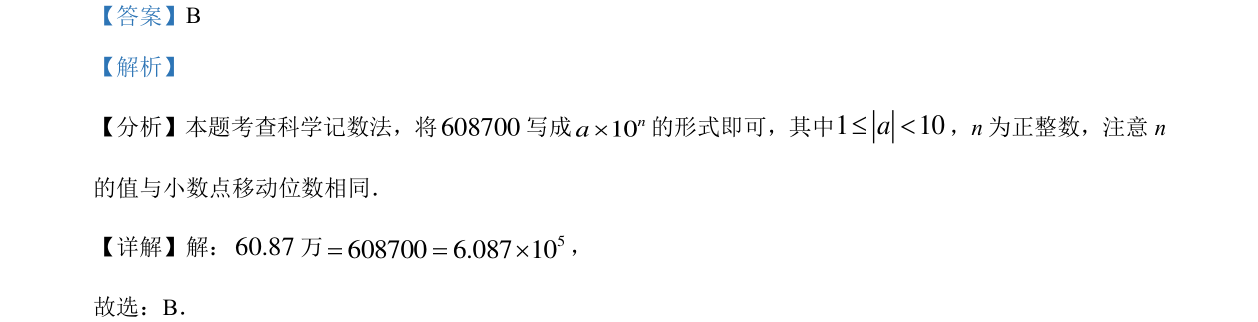 【答案】B
【解析】
【分析】本题考查科学记数法，将608700写成a×10ⁿ的形式即可，其中1≤|a|<10，n为正整数，注意n
的值与小数点移动位数相同．
【详解】解：60.87万=608700=6.087×10⁵，
故选：B．